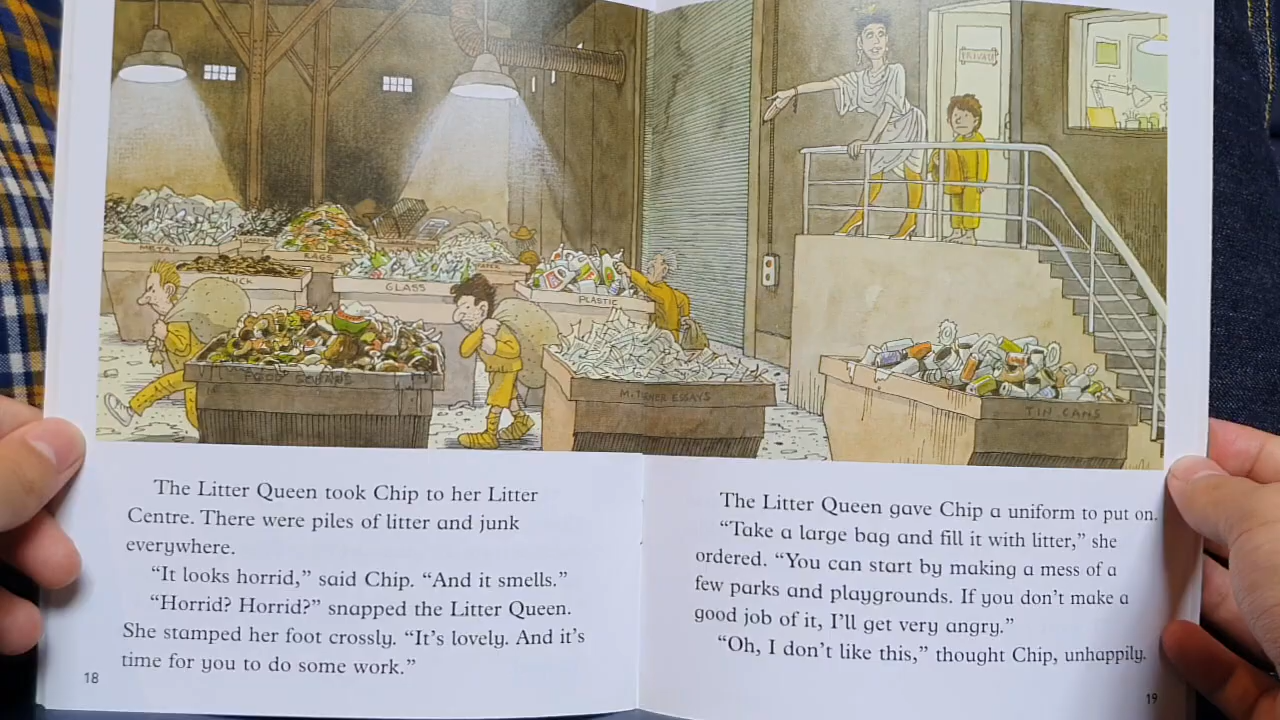 PRIVATE
METAL
RAGS
GLASS
PLASTIC
FOOD SCRAPS
TIN CANS
The Litter Queen took Chip to her Litter
Centre. There were piles of litter and junk
everywhere.
“It looks horrid,” said Chip. “And it smells.”
“Horrid? Horrid?” snapped the Litter Queen.
She stamped her foot crossly. “It’s lovely. And it’s
time for you to do some work.”
18
The Litter Queen gave Chip a uniform to put on.
“Take a large bag and fill it with litter,” she
ordered. “You can start by making a mess of a
few parks and playgrounds. If you don’t make a
good job of it, I’ll get very angry.”
“Oh, I don’t like this,” thought Chip, unhappily.
19